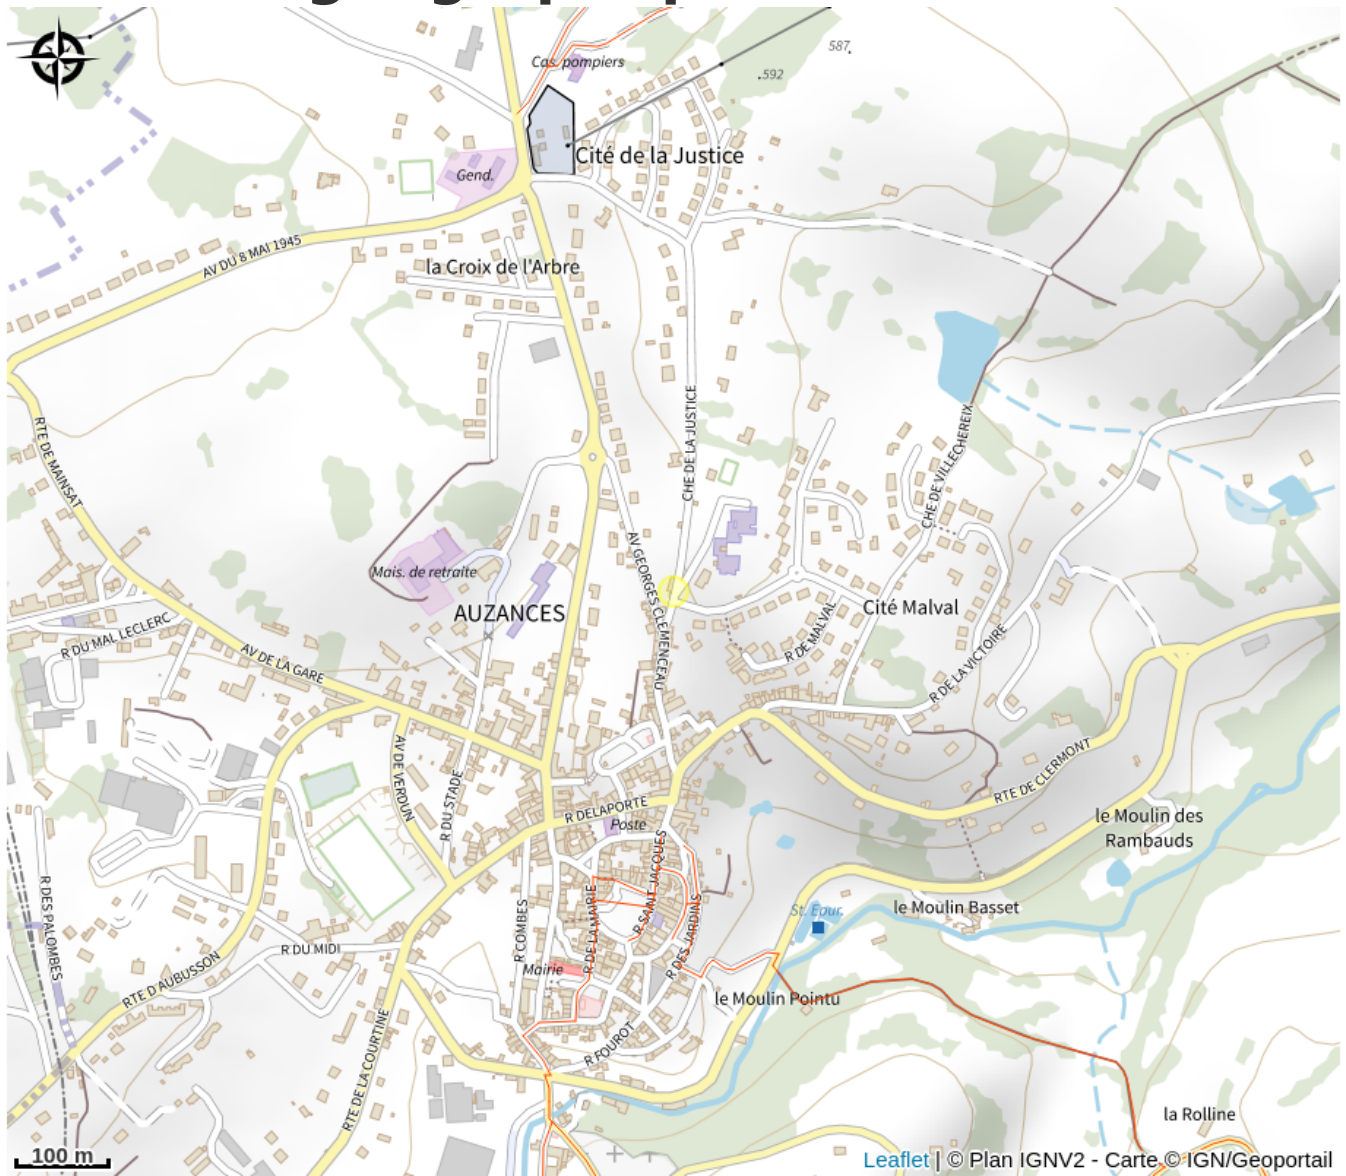 587
.592
Cas. pompiers
Cité de la Justice
Gend.
AV DU 8 MAI 1945
la Croix de l'Arbre
CHE DE LA JUSTICE
RTE DE MAINSAT
CHE DE VILLECHEREIX
AV GEORGES CLEMENCEAU
Mais. de retraite
AUZANCES
Cité Malval
R DU MAL LECLERC
R DE MALVAL
AV DE LA GARE
R DE LA VICTOIRE
AV DE VERDUN
R DU STADE
RTE DE CLERMONT
R DELAPORTE
Poste
le Moulin des
Rambauds
R SAINT JACQUES
R DES PALOMBES
R COMBES
R DE LA MAIRIE
R DES JARDINS
St. Epur.
le Moulin Basset
R DU MIDI
RTE D'AUBUSSON
Mairie
le Moulin Pointu
RTE DE LA COURTINE
R FOUROT
la Rolline
100 m
Leaflet | © Plan IGNV2 - Carte © IGN/Geoportail